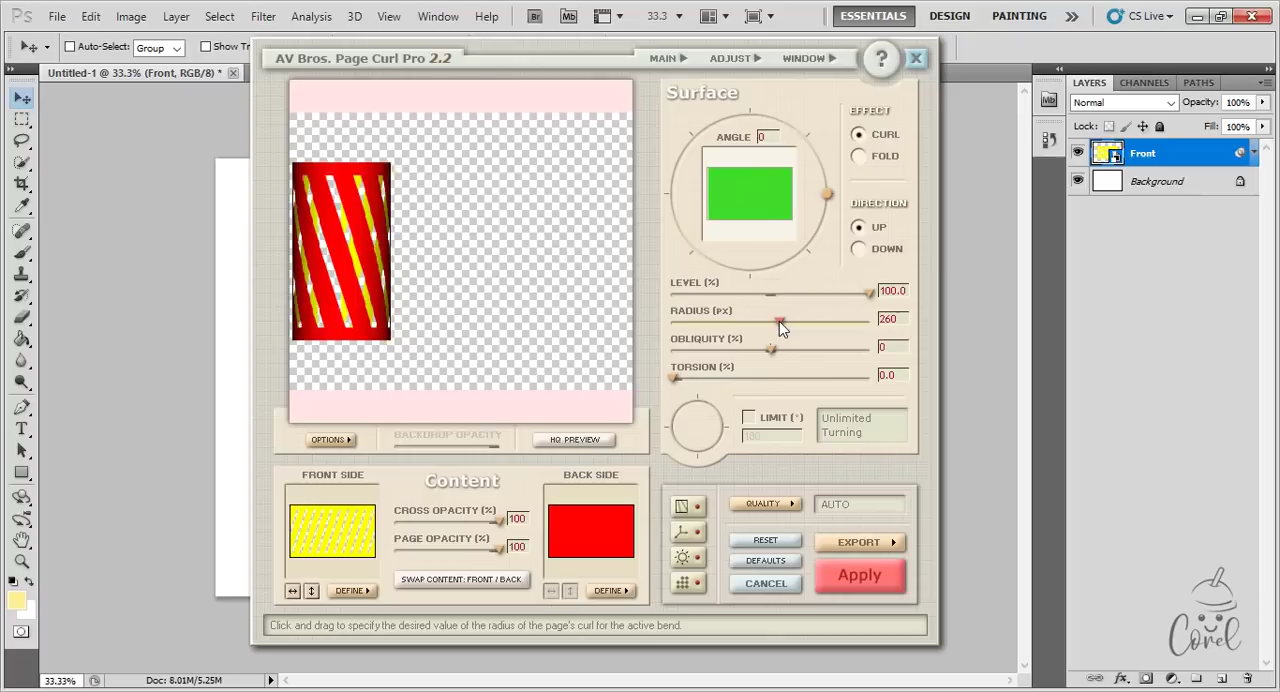 Ps File Edit Image Layer Select Filter Analysis 3D View Window Help Br Mb 33.3 ESSENTIALS DESIGN PAINTING CS Live
Auto-Select: Group Show Tr
Untitled-1 @ 33.3% (Front, RGB/8) *
AV Bros. Page Curl Pro 2.2 MAIN ADJUST WINDOW ?
Surface
ANGLE 0
EFFECT
CURL
FOLD
DIRECTION
UP
DOWN
LEVEL (%) 100.0
RADIUS (PX) 260
OBLIQUITY (%) 0
TORSION (%) 0.0
LIMIT (°)
180
Unlimited
Turning
OPTIONS BACKDROP OPACITY HQ PREVIEW
FRONT SIDE Content BACK SIDE
CROSS OPACITY (%) 100
PAGE OPACITY (%) 100
SWAP CONTENT: FRONT / BACK
DEFINE DEFINE
QUALITY AUTO
RESET EXPORT
DEFAULTS
CANCEL Apply
Click and drag to specify the desired value of the radius of the page's curl for the active bend.
LAYERS CHANNELS PATHS
Mb Normal Opacity: 100%
Lock: Fill: 100%
Front
Background
Corel
fx
33.33% Doc: 8.01M/5.25M